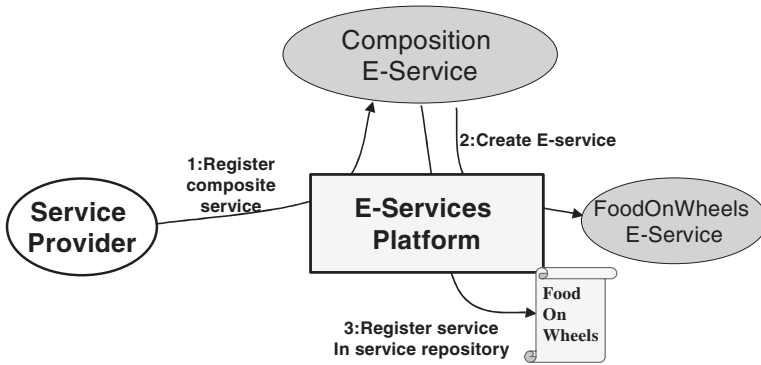 Composition
E-Service
2:Create E-service
1:Register
composite
service
Service
Provider
E-Services
Platform
FoodOnWheels
E-Service
Food
On
Wheels
3:Register service
In service repository